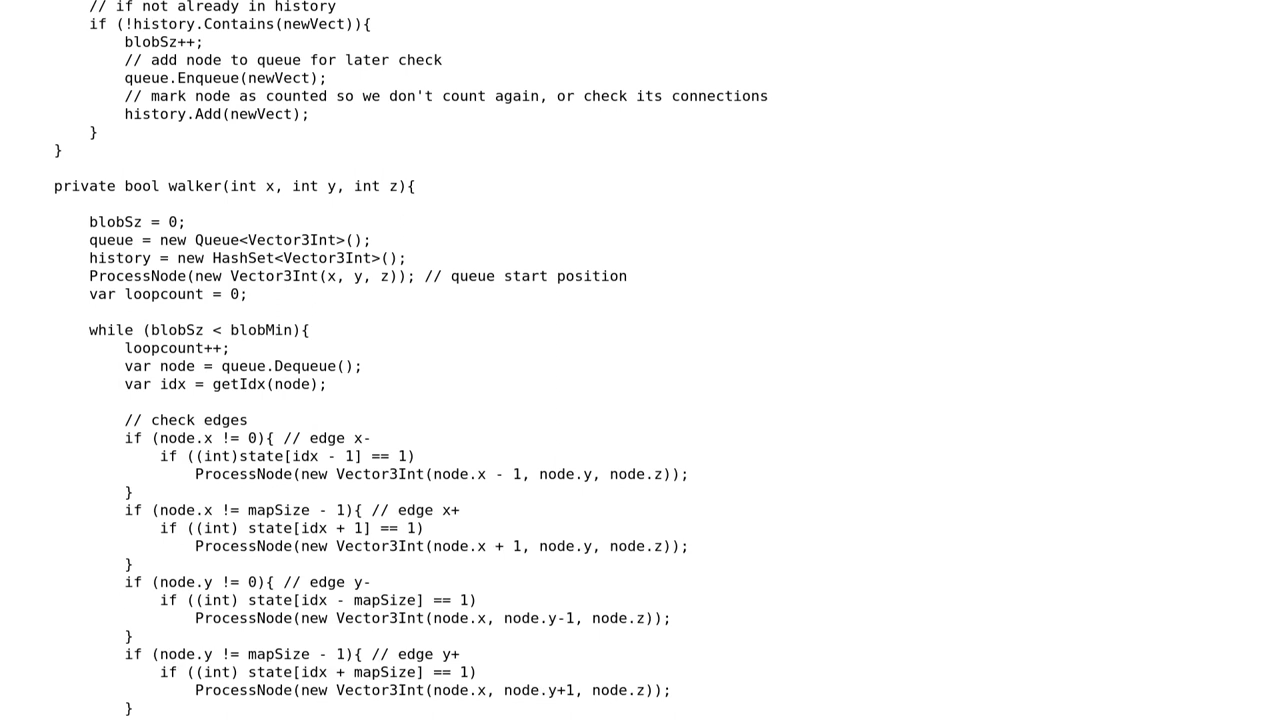 // if not already in history
if (!history.Contains(newVect)){
blobSz++;
// add node to queue for later check
queue.Enqueue(newVect);
// mark node as counted so we don't count again, or check its connections
history.Add(newVect);
}
}
private bool walker(int x, int y, int z){
blobSz = 0;
queue = new Queue<Vector3Int>();
history = new HashSet<Vector3Int>();
ProcessNode(new Vector3Int(x, y, z)); // queue start position
var loopcount = 0;
while (blobSz < blobMin){
loopcount++;
var node = queue.Dequeue();
var idx = getIdx(node);
// check edges
if (node.x != 0){ // edge x-
if ((int)state[idx - 1] == 1)
ProcessNode(new Vector3Int(node.x - 1, node.y, node.z));
}
if (node.x != mapSize - 1){ // edge x+
if ((int) state[idx + 1] == 1)
ProcessNode(new Vector3Int(node.x + 1, node.y, node.z));
}
if (node.y != 0){ // edge y-
if ((int) state[idx - mapSize] == 1)
ProcessNode(new Vector3Int(node.x, node.y-1, node.z));
}
if (node.y != mapSize - 1){ // edge y+
if ((int) state[idx + mapSize] == 1)
ProcessNode(new Vector3Int(node.x, node.y+1, node.z));
}